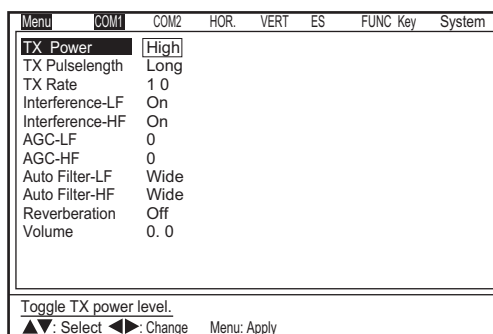 Menu COM1 COM2 HOR. VERT ES FUNC Key System
TX Power High
TX Pulselength Long
TX Rate 1 0
Interference-LF On
Interference-HF On
AGC-LF 0
AGC-HF 0
Auto Filter-LF Wide
Auto Filter-HF Wide
Reverberation Off
Volume 0. 0
Toggle TX power level.
▲▼: Select ◀▶: Change Menu: Apply